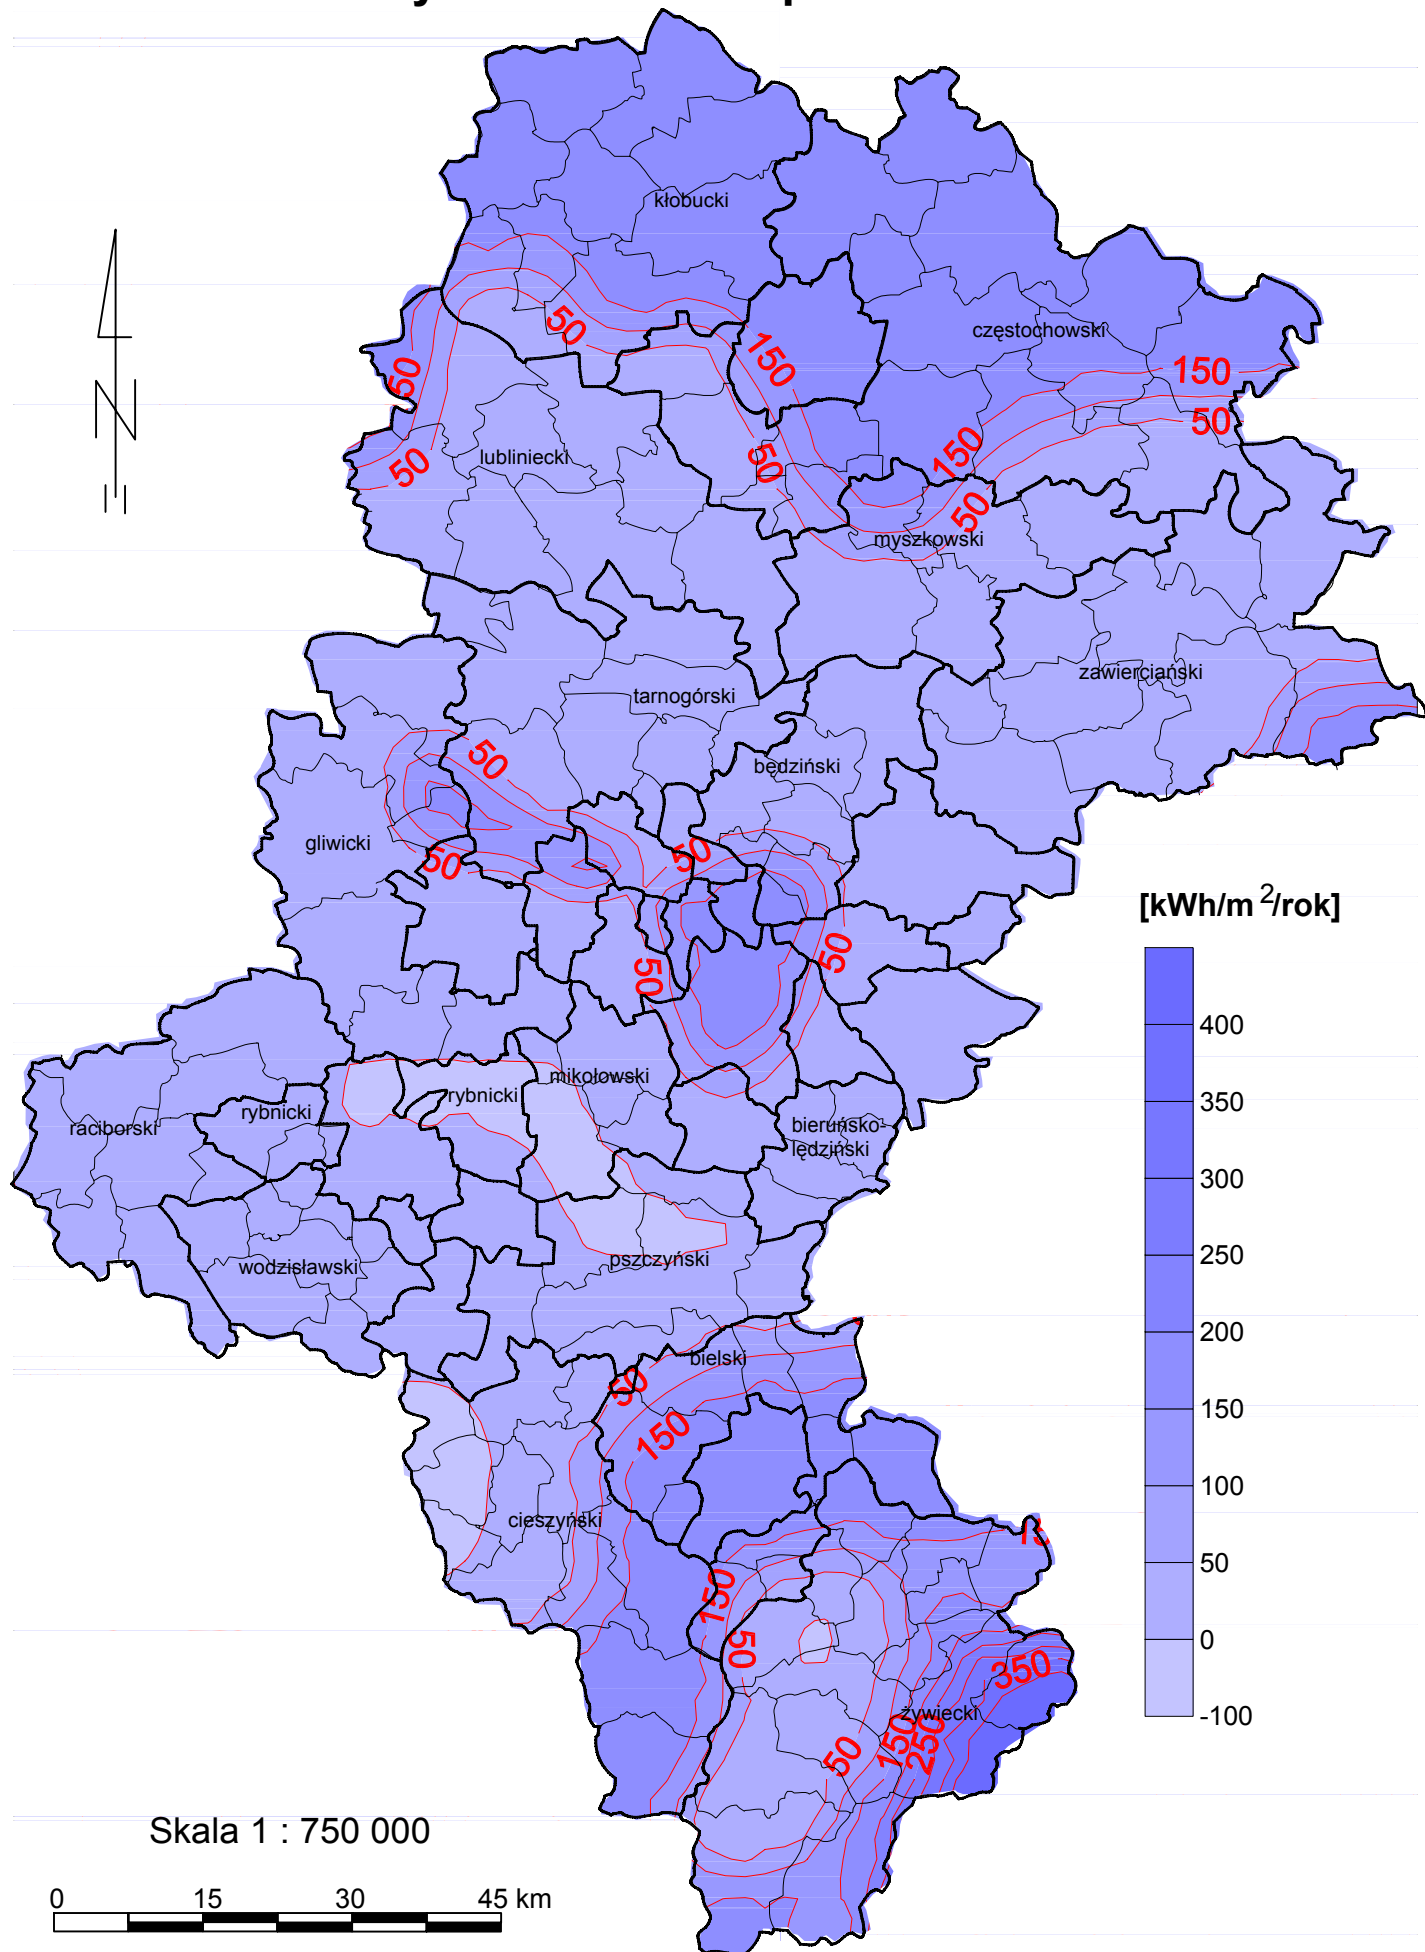 kłobucki
częstochowski
50
150
50
150
50
lubliniecki
50
50
150
50
myszkowski
zawierciański
tarnogórski
50
będziński
gliwicki
50
50
[kWh/m 2/rok]
50
50
400
mikołowski
rybnicki
350
rybnicki
raciborski
bieruńsko-
lędziński
300
250
pszczyński
wodzisławski
200
bielski
50
150
150
100
cieszyński
50
150
50
0
350
żywiecki
-100
150
250
50
Skala 1 : 750 000
0 15 30 45 km
N